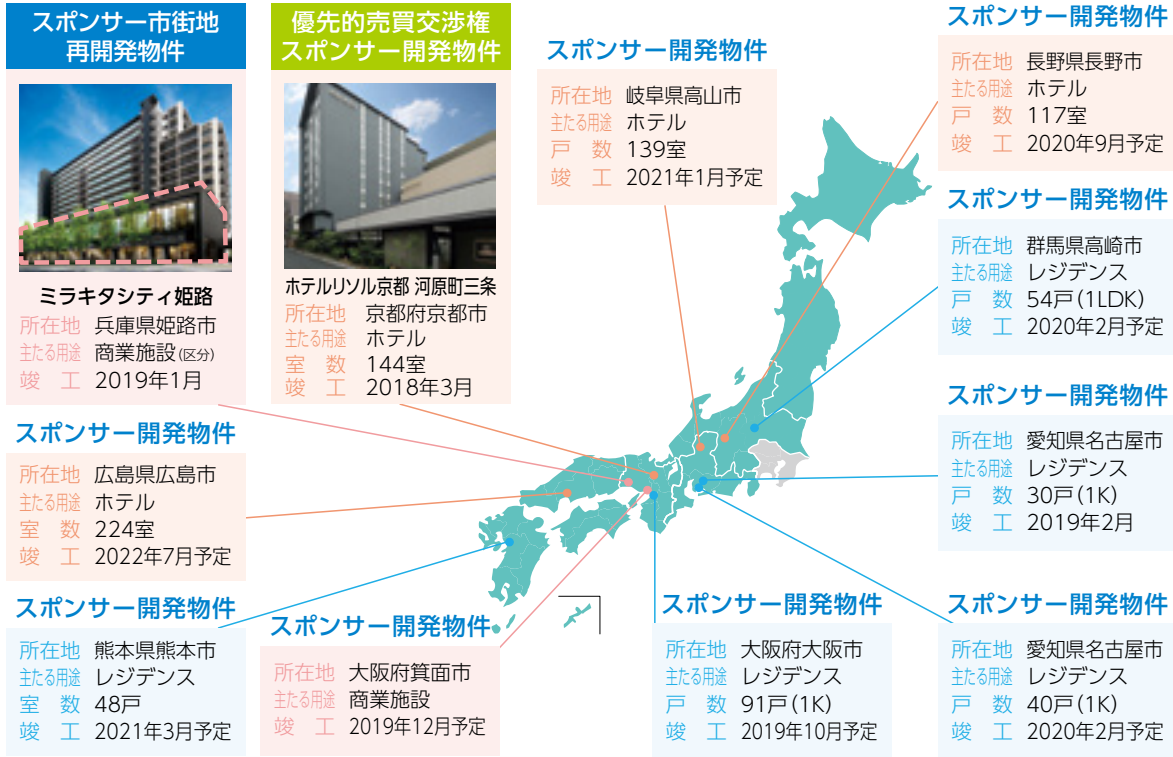 スポンサー市街地
再開発物件
ミラキタシティ姫路
所在地 兵庫県姫路市
主たる用途 商業施設(区分)
竣工 2019年1月
優先的売買交渉権
スポンサー開発物件
ホテルリソル京都 河原町三条
所在地 京都府京都市
主たる用途 ホテル
室数 144室
竣工 2018年3月
スポンサー開発物件
所在地 岐阜県高山市
主たる用途 ホテル
戸数 139室
竣工 2021年1月予定
スポンサー開発物件
所在地 長野県長野市
主たる用途 ホテル
戸数 117室
竣工 2020年9月予定
スポンサー開発物件
所在地 群馬県高崎市
主たる用途 レジデンス
戸数 54戸(1LDK)
竣工 2020年2月予定
スポンサー開発物件
所在地 愛知県名古屋市
主たる用途 レジデンス
戸数 30戸(1K)
竣工 2019年2月
スポンサー開発物件
所在地 広島県広島市
主たる用途 ホテル
室数 224室
竣工 2022年7月予定
スポンサー開発物件
所在地 熊本県熊本市
主たる用途 レジデンス
室数 48戸
竣工 2021年3月予定
スポンサー開発物件
所在地 大阪府箕面市
主たる用途 商業施設
竣工 2019年12月予定
スポンサー開発物件
所在地 大阪府大阪市
主たる用途 レジデンス
戸数 91戸(1K)
竣工 2019年10月予定
スポンサー開発物件
所在地 愛知県名古屋市
主たる用途 レジデンス
戸数 40戸(1K)
竣工 2020年2月予定